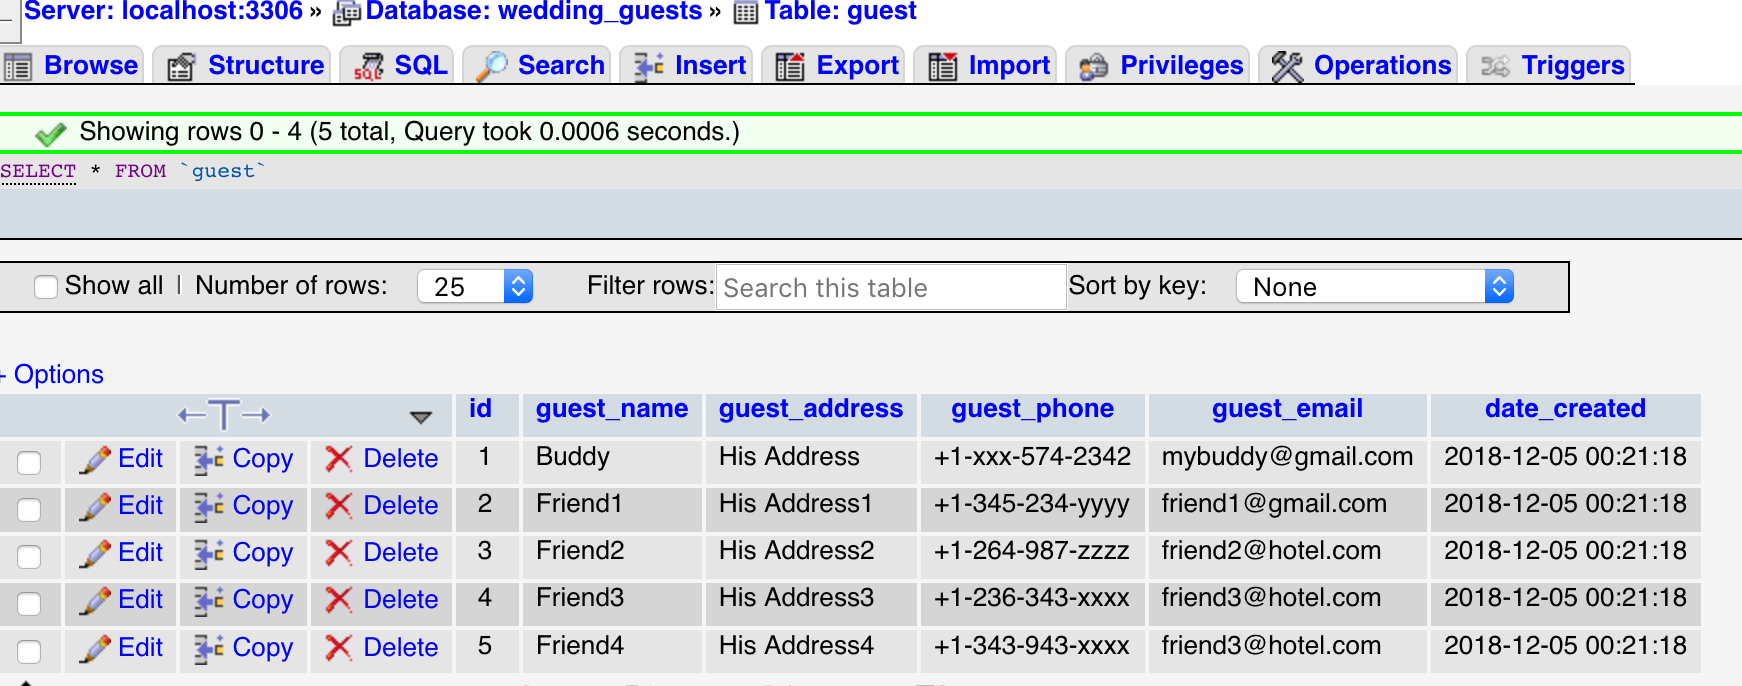 Server: localhost:3306 » Database: wedding_guests » Table: guest
Browse Structure SQL Search Insert Export Import Privileges Operations Triggers
Showing rows 0 - 4 (5 total, Query took 0.0006 seconds.)
SELECT * FROM `guest`
Show all | Number of rows: 25 Filter rows: Search this table Sort by key: None
+ Options
←T→ id guest_name guest_address guest_phone guest_email date_created
Edit Copy Delete 1 Buddy His Address +1-xxx-574-2342 mybuddy@gmail.com 2018-12-05 00:21:18
Edit Copy Delete 2 Friend1 His Address1 +1-345-234-yyyy friend1@gmail.com 2018-12-05 00:21:18
Edit Copy Delete 3 Friend2 His Address2 +1-264-987-zzzz friend2@hotel.com 2018-12-05 00:21:18
Edit Copy Delete 4 Friend3 His Address3 +1-236-343-xxxx friend3@hotel.com 2018-12-05 00:21:18
Edit Copy Delete 5 Friend4 His Address4 +1-343-943-xxxx friend3@hotel.com 2018-12-05 00:21:18